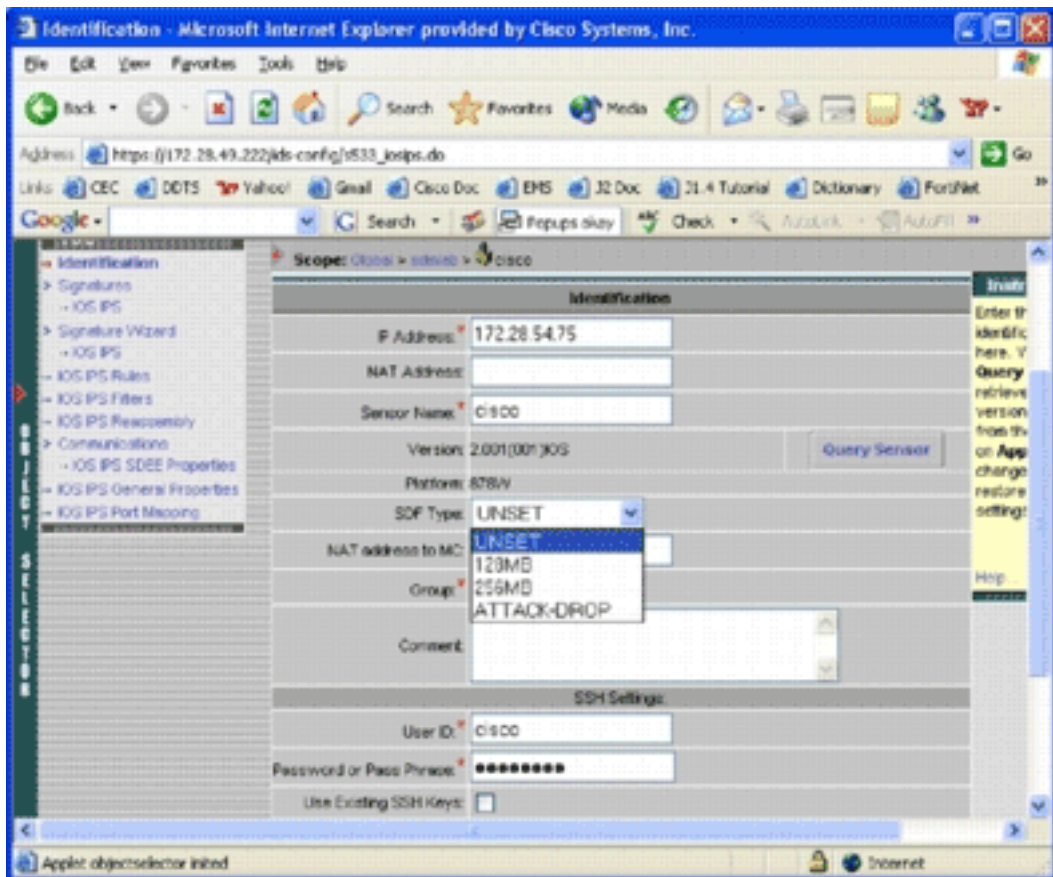 Identification - Microsoft Internet Explorer provided by Cisco Systems, Inc.
File Edit View Favorites Tools Help
Back Search Favorites Media
Address https://172.28.49.222/ids-config/s533_iosips.do Go
Links CEC DDTS Yahoo! Gmail Cisco Doc EMS J2 Doc J1.4 Tutorial Dictionary FortiNet
Google Search Popups okay Check AutoLink AutoFill
Identification
Signatures
IOS IPS
Signature Wizard
IOS IPS
IOS IPS Rules
IOS IPS Filters
IOS IPS Reassembly
Communications
IOS IPS SDEE Properties
IOS IPS General Properties
IOS IPS Port Mapping
OBJECT SELECTOR
Scope: Global > > cisco
Identification
IP Address:* 172.28.54.75
NAT Address:
Sensor Name:* cisco
Version: 2.001(001)IOS Query Sensor
Platform: 878W
SDF Type: UNSET
UNSET
128MB
256MB
ATTACK-DROP
NAT address to MC:
Group:*
Comment:
SSH Settings:
User ID:* cisco
Password or Pass Phrase:* ●●●●●●●●
Use Existing SSH Keys:
Enter th
identific
here. Y
Query
retrieve
version
from the
on App
change
restore
settings
Help...
Applet objectselector inited Internet